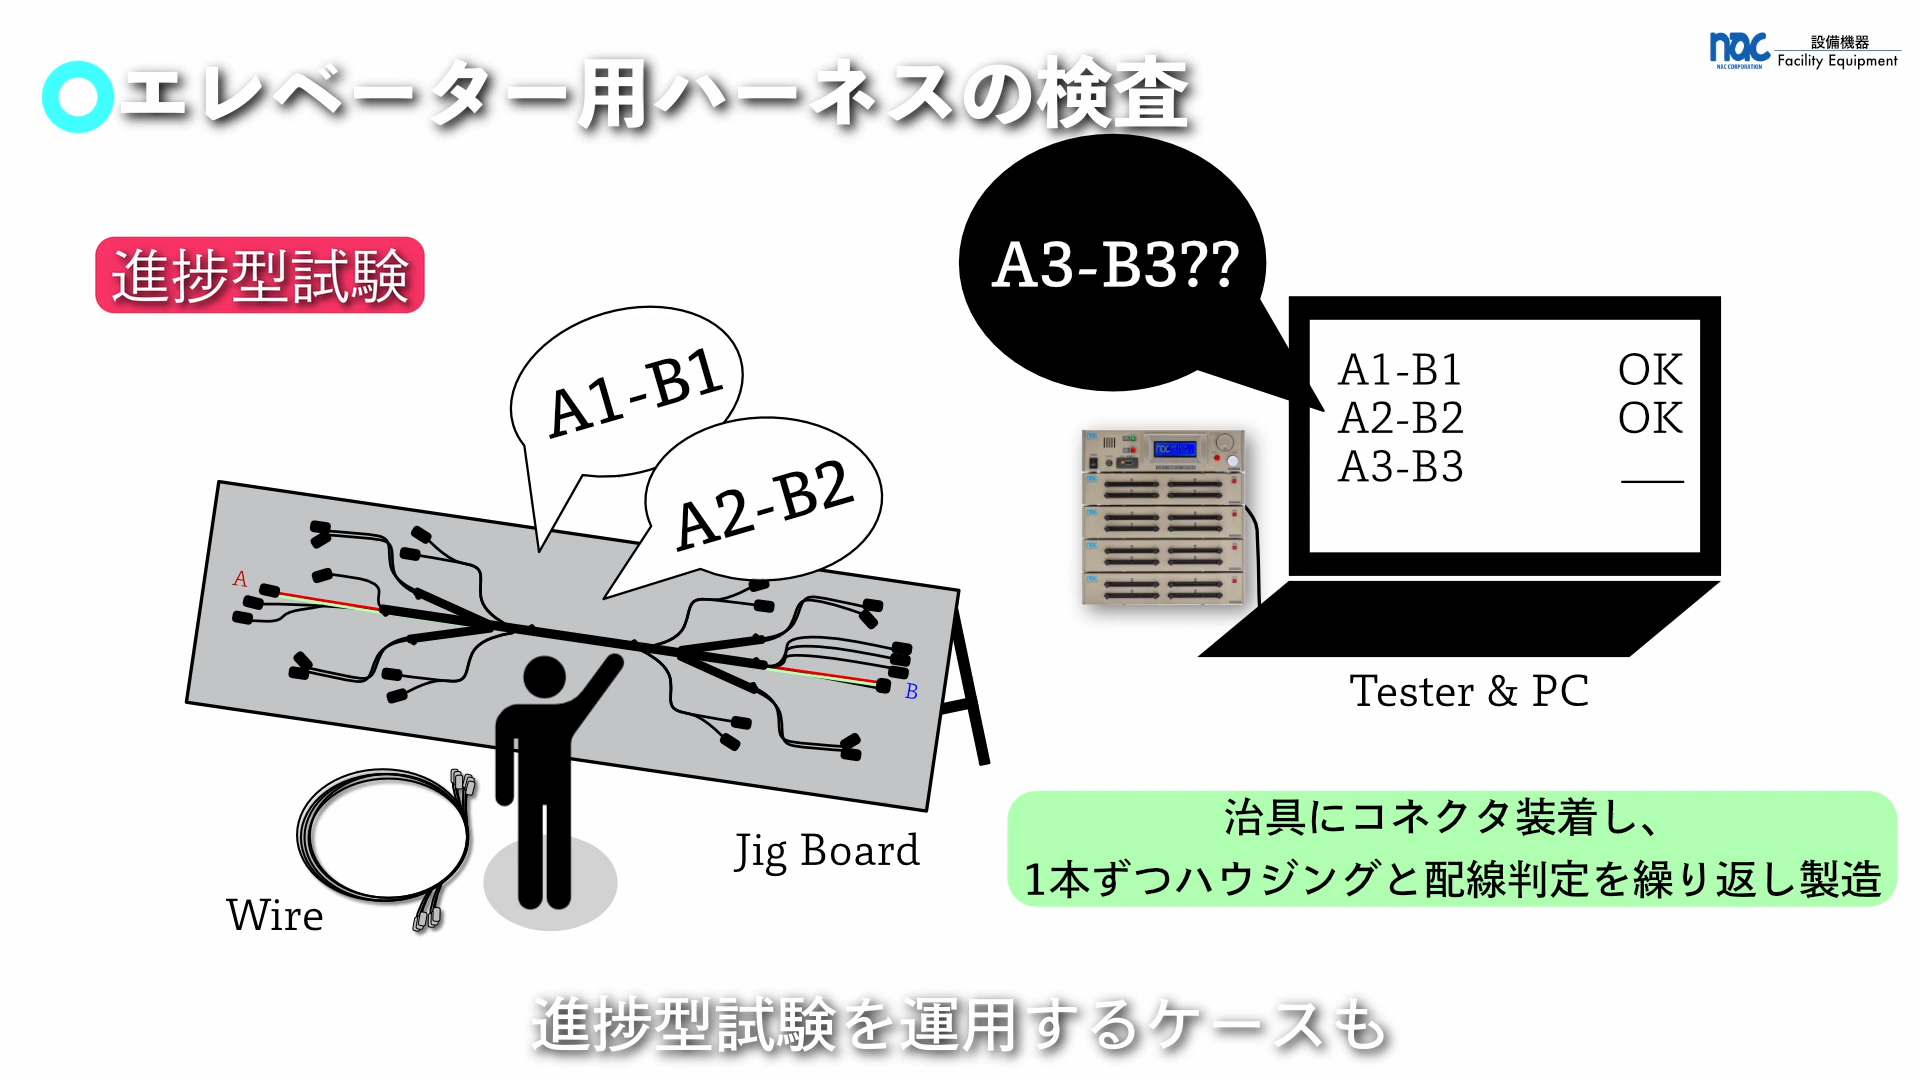 エレベーター用ハーネスの検査
nac
NAC CORPORATION
設備機器
Facility Equipment
進捗型試験
A3-B3??
A1-B1
A2-B2
A1-B1 OK
A2-B2 OK
A3-B3
A
B
Tester & PC
Jig Board
Wire
治具にコネクタ装着し、
1本ずつハウジングと配線判定を繰り返し製造
進捗型試験を運用するケースも